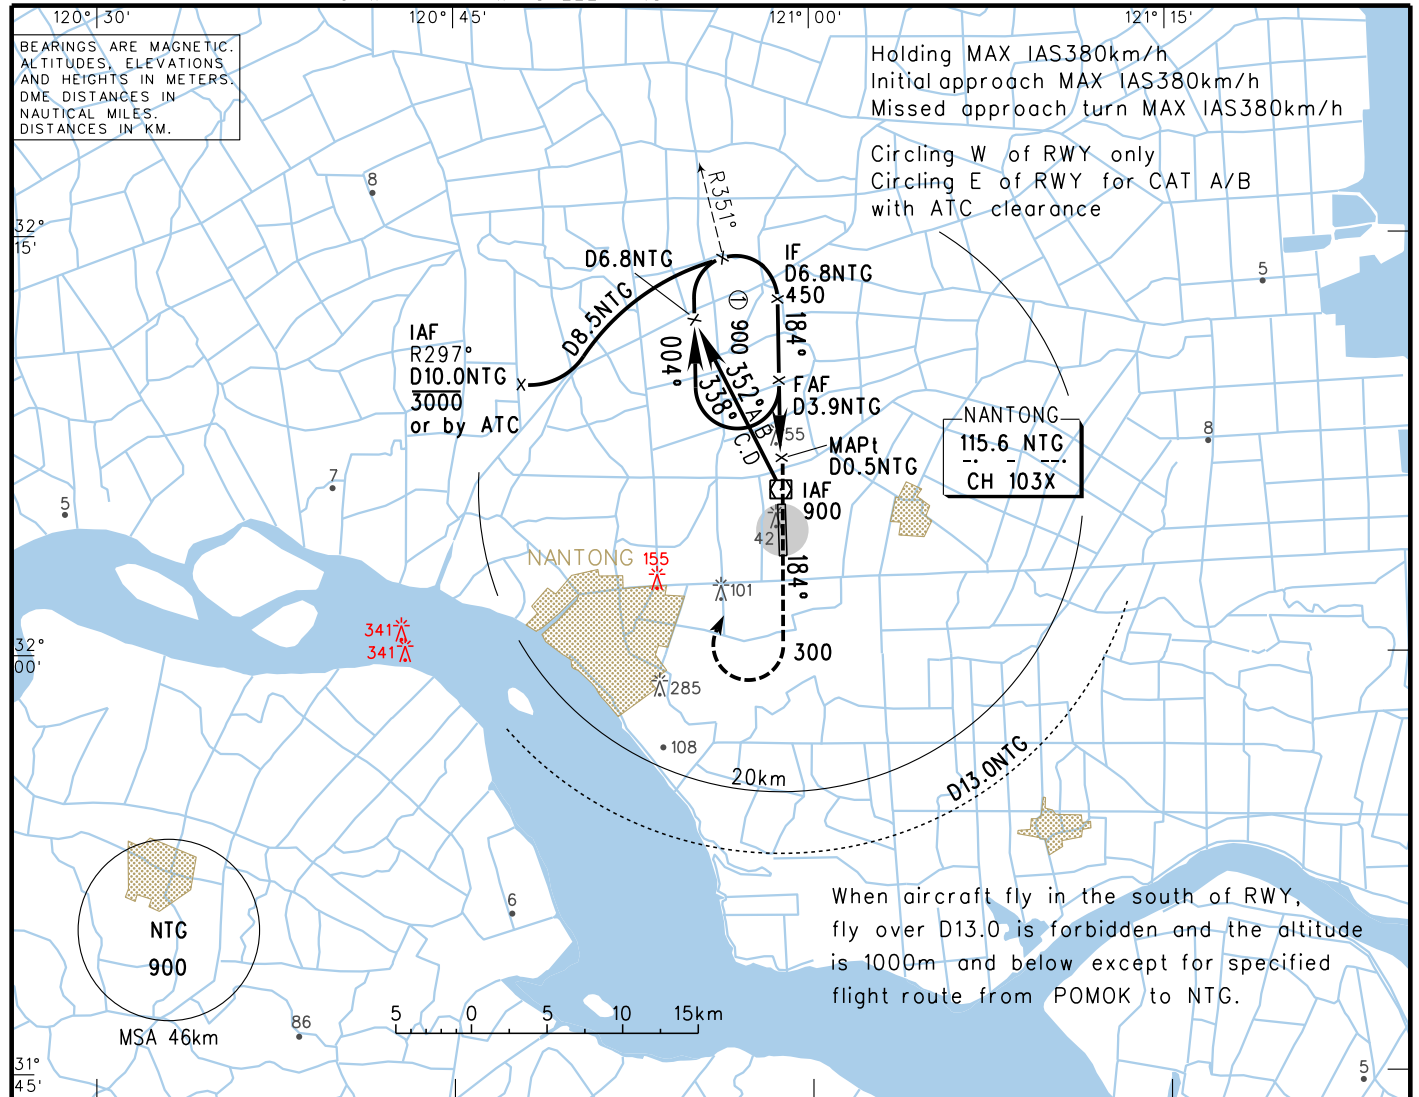 120° 30'
120° 45'
121° 00'
121° 15'
BEARINGS ARE MAGNETIC.
ALTITUDES, ELEVATIONS
AND HEIGHTS IN METERS.
DME DISTANCES IN
NAUTICAL MILES.
DISTANCES IN KM.
Holding MAX IAS380km/h
Initial approach MAX IAS380km/h
Missed approach turn MAX IAS380km/h
Circling W of RWY only
Circling E of RWY for CAT A/B
with ATC clearance
8
R351°
32°
15'
D6.8NTG
IF
D6.8NTG
450
5
D8.5NTG
① 900
184°
IAF
R297°
D10.0NTG
3000
or by ATC
004°
352° A/B
338° C.D
FAF
D3.9NTG
55
MAPt
D0.5NTG
NANTONG
115.6 NTG
CH 103X
8
7
5
IAF
900
42
184°
NANTONG
155
101
341
341
300
32°
00'
285
108
20km
D13.0NTG
NTG
900
MSA 46km
6
86
5 0 5 10 15km
When aircraft fly in the south of RWY,
fly over D13.0 is forbidden and the altitude
is 1000m and below except for specified
flight route from POMOK to NTG.
31°
45'
5